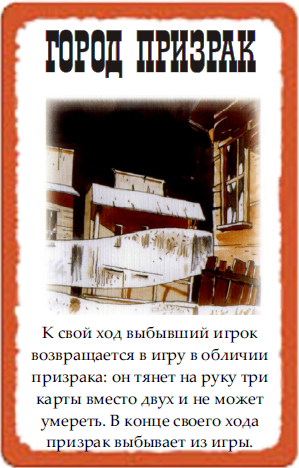 ГОРОД ПРИЗРАК
К свой ход выбывший игрок
возвращается в игру в обличии
призрака: он тянет на руку три
карты вместо двух и не может
умереть. В конце своего хода
призрак выбывает из игры.